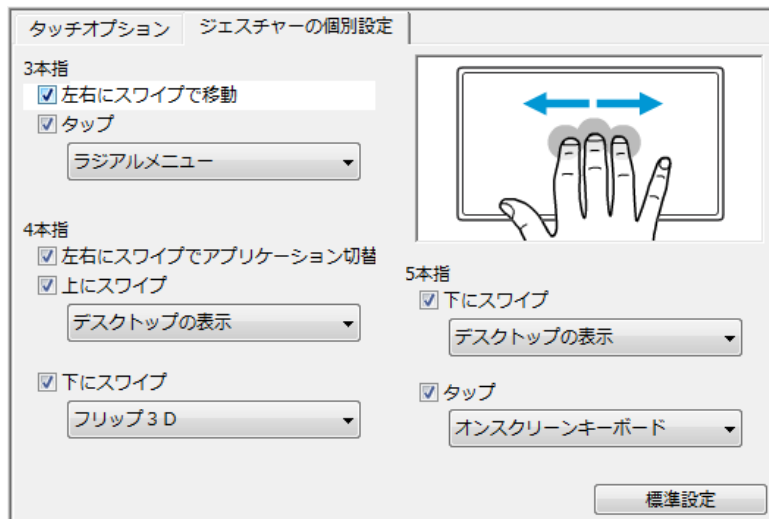 タッチオプション
ジェスチャーの個別設定
3本指
左右にスワイプで移動
タップ
ラジアルメニュー
4本指
左右にスワイプでアプリケーション切替
上にスワイプ
デスクトップの表示
下にスワイプ
フリップ３Ｄ
5本指
下にスワイプ
デスクトップの表示
タップ
オンスクリーンキーボード
標準設定